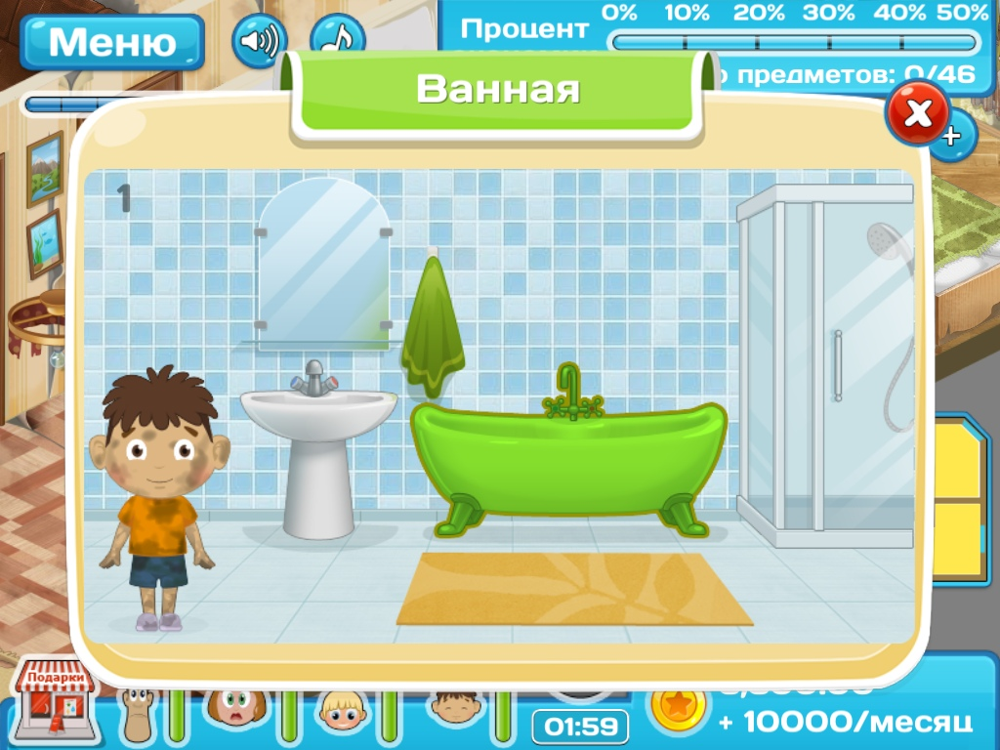 Меню
Процент
0% 10% 20% 30% 40% 50%
предметов: 0/46
Ванная
x
+
1
Подарки
01:59
+ 10000/месяц